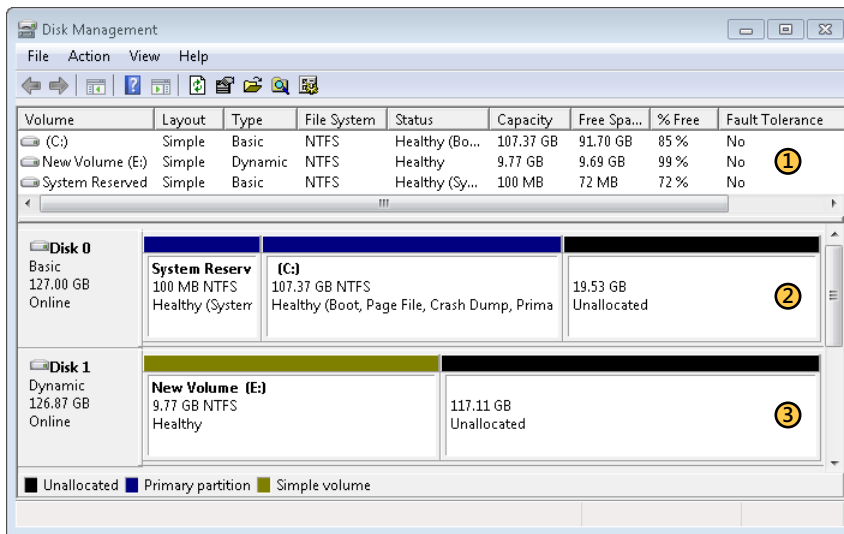 Disk Management
File Action View Help
Volume Layout Type File System Status Capacity Free Spa... % Free Fault Tolerance
(C:) Simple Basic NTFS Healthy (Bo... 107.37 GB 91.70 GB 85 % No
New Volume (E:) Simple Dynamic NTFS Healthy 9.77 GB 9.69 GB 99 % No
System Reserved Simple Basic NTFS Healthy (Sy... 100 MB 72 MB 72 % No
1
Disk 0
Basic
127.00 GB
Online
System Reserv
100 MB NTFS
Healthy (System
(C:)
107.37 GB NTFS
Healthy (Boot, Page File, Crash Dump, Prima
19.53 GB
Unallocated
2
Disk 1
Dynamic
126.87 GB
Online
New Volume (E:)
9.77 GB NTFS
Healthy
117.11 GB
Unallocated
3
Unallocated Primary partition Simple volume